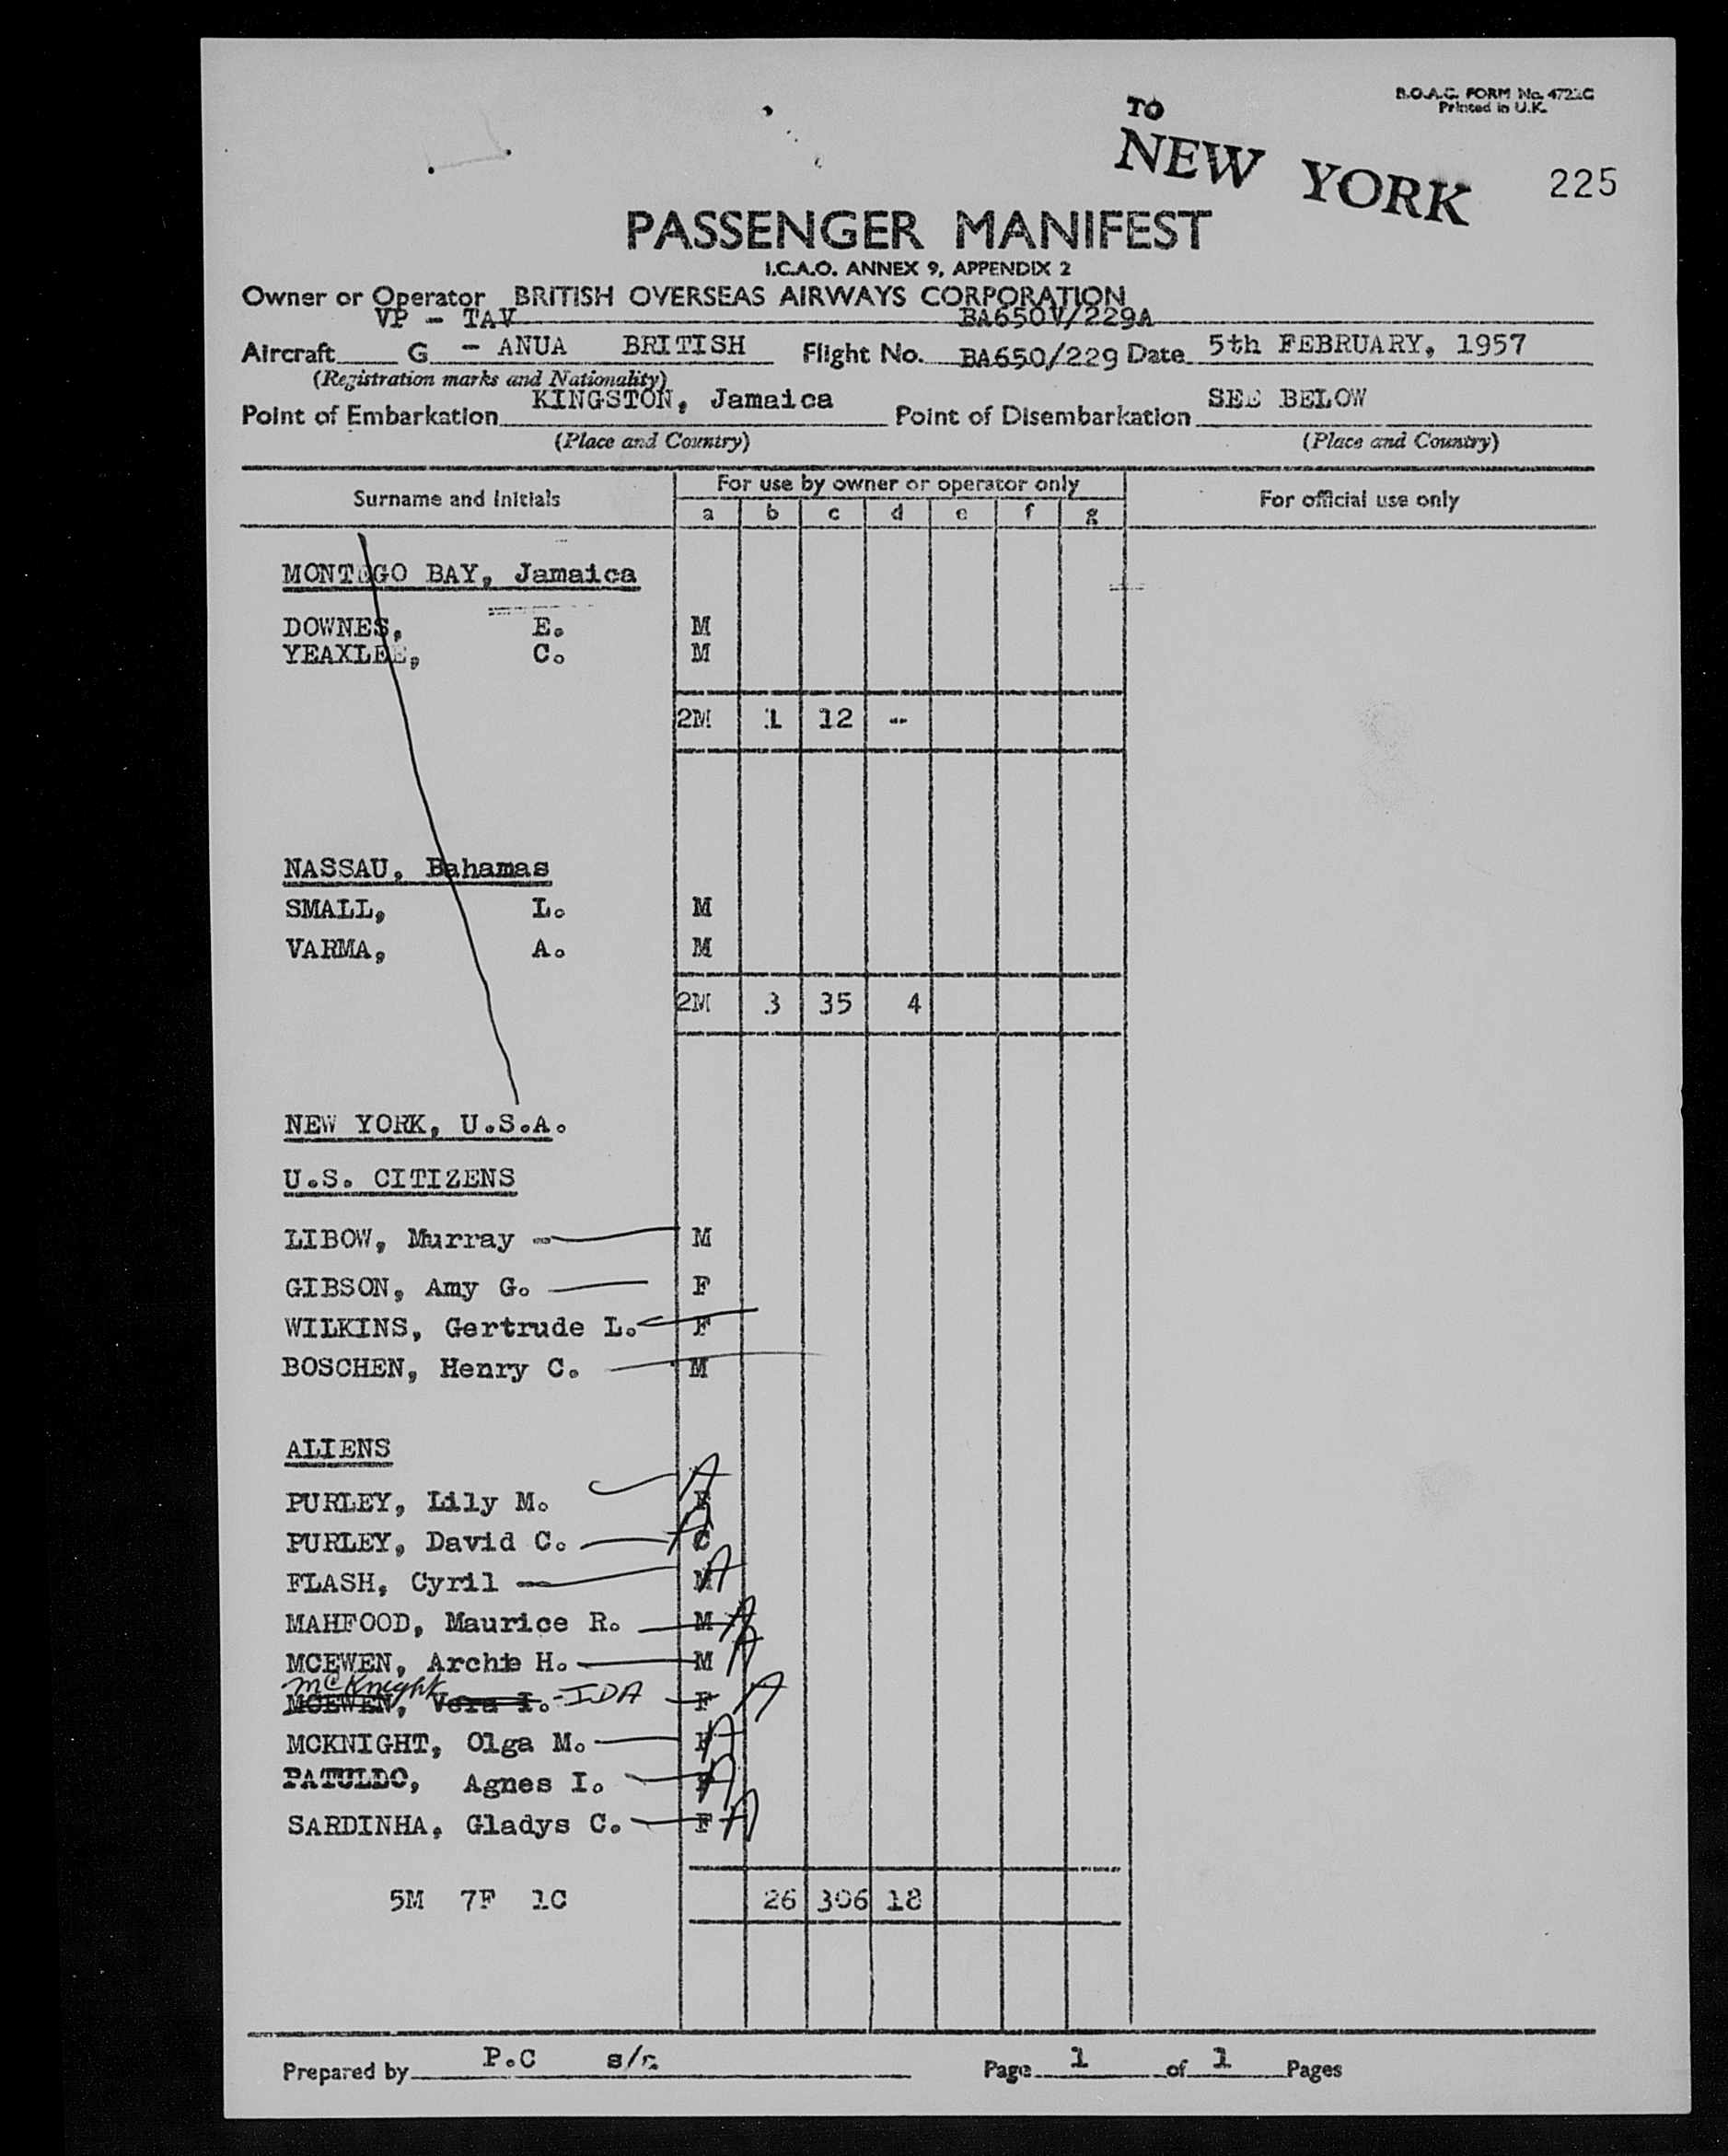 B.O.A.C. FORM No. 4722G
Printed in U.K.
TO
NEW YORK
225
PASSENGER MANIFEST
I.C.A.O. ANNEX 9, APPENDIX 2
Owner or Operator BRITISH OVERSEAS AIRWAYS CORPORATION
VP - TAV BA650V/229A
Aircraft G - ANUA BRITISH Flight No. BA650/229 Date 5th FEBRUARY, 1957
(Registration marks and Nationality)
Point of Embarkation KINGSTON, Jamaica Point of Disembarkation SEE BELOW
(Place and Country) (Place and Country)
Surname and Initials For use by owner or operator only For official use only
a b c d e f g
MONTEGO BAY, Jamaica
DOWNES, E. M
YEAXLEE, C. M
2M 1 12 --
NASSAU, Bahamas
SMALL, L. M
VARMA, A. M
2M 3 35 4
NEW YORK, U.S.A.
U.S. CITIZENS
LIBOW, Murray M
GIBSON, Amy G. F
WILKINS, Gertrude L. F
BOSCHEN, Henry C. M
ALIENS
PURLEY, Lily M. F A
PURLEY, David C. C A
FLASH, Cyril M A
MAHFOOD, Maurice R. M A
MCEWEN, Archie H. M A
McKnight
MCEWEN, Vera I. - IDA F A
MCKNIGHT, Olga M. F A
PATULLO, Agnes I. F A
SARDINHA, Gladys C. F A
5M 7F 1C 26 306 18
Prepared by P.C Page 1 of 1 Pages